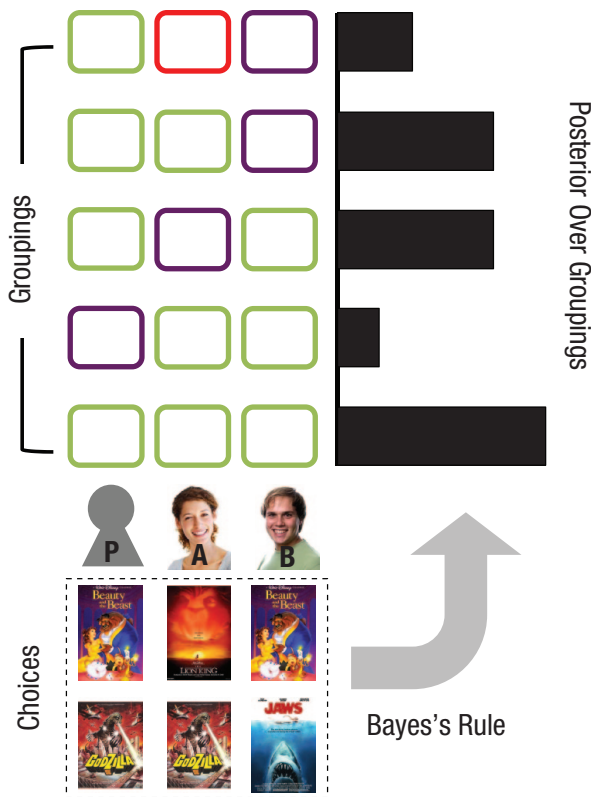 Groupings
Posterior Over Groupings
P
A
B
Choices
Beauty
and the
Beast
THE
LION KING
Beauty
and the
Beast
GODZILLA
GODZILLA
JAWS
Bayes's Rule